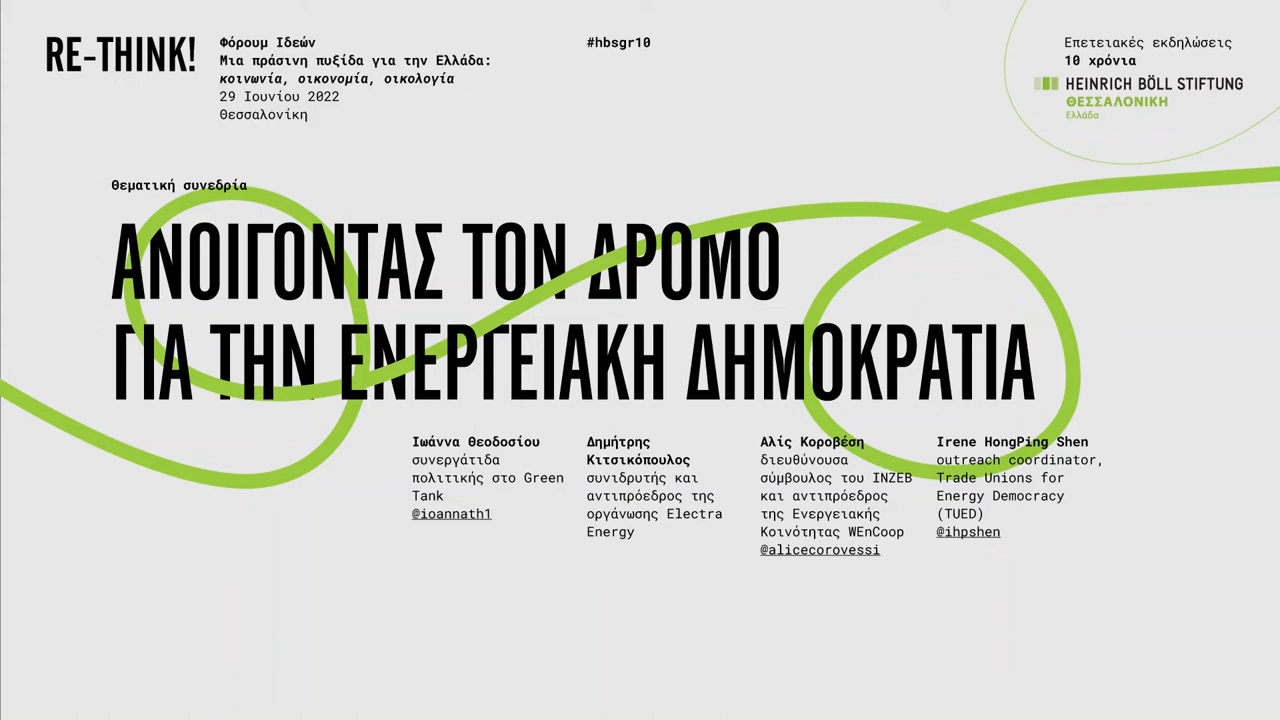 RE-THINK!
Φόρουμ Ιδεών
Μια πράσινη πυξίδα για την Ελλάδα:
κοινωνία, οικονομία, οικολογία
29 Ιουνίου 2022
Θεσσαλονίκη
#hbsgr10
Επετειακές εκδηλώσεις
10 χρόνια
HEINRICH BÖLL STIFTUNG
ΘΕΣΣΑΛΟΝΙΚΗ
Ελλάδα
Θεματική συνεδρία
ΑΝΟΙΓΟΝΤΑΣ ΤΟΝ ΔΡΟΜΟ
ΓΙΑ ΤΗΝ ΕΝΕΡΓΕΙΑΚΗ ΔΗΜΟΚΡΑΤΙΑ
Ιωάννα Θεοδοσίου
συνεργάτιδα
πολιτικής στο Green
Tank
@ioannath1
Δημήτρης
Κιτσικόπουλος
συνιδρυτής και
αντιπρόεδρος της
οργάνωσης Electra
Energy
Αλίς Κοροβέση
διευθύνουσα
σύμβουλος του INZEB
και αντιπρόεδρος
της Ενεργειακής
Κοινότητας WEnCoop
@alicecorovessi
Irene HongPing Shen
outreach coordinator,
Trade Unions for
Energy Democracy
(TUED)
@ihpshen